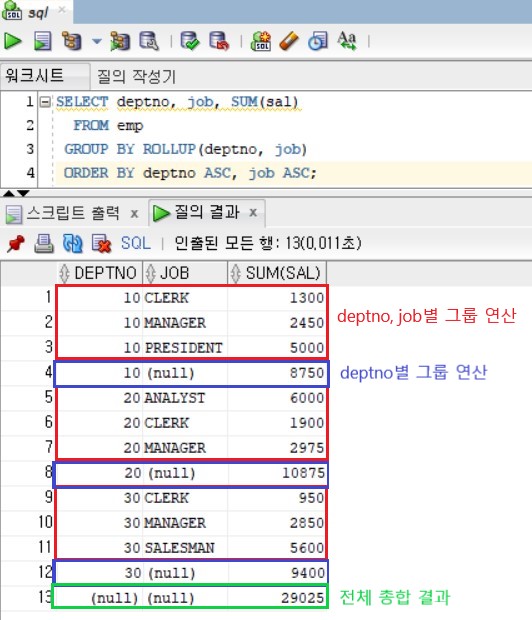 sql
SQL
Aa
워크시트 질의 작성기
1 SELECT deptno, job, SUM(sal)
2 FROM emp
3 GROUP BY ROLLUP(deptno, job)
4 ORDER BY deptno ASC, job ASC;
스크립트 출력 x 질의 결과 x
SQL | 인출된 모든 행: 13(0,011초)
DEPTNO JOB SUM(SAL)
1 10 CLERK 1300
2 10 MANAGER 2450
deptno, job별 그룹 연산
3 10 PRESIDENT 5000
4 10 (null) 8750 deptno별 그룹 연산
5 20 ANALYST 6000
6 20 CLERK 1900
7 20 MANAGER 2975
8 20 (null) 10875
9 30 CLERK 950
10 30 MANAGER 2850
11 30 SALESMAN 5600
12 30 (null) 9400
13 (null) (null) 29025 전체 총합 결과